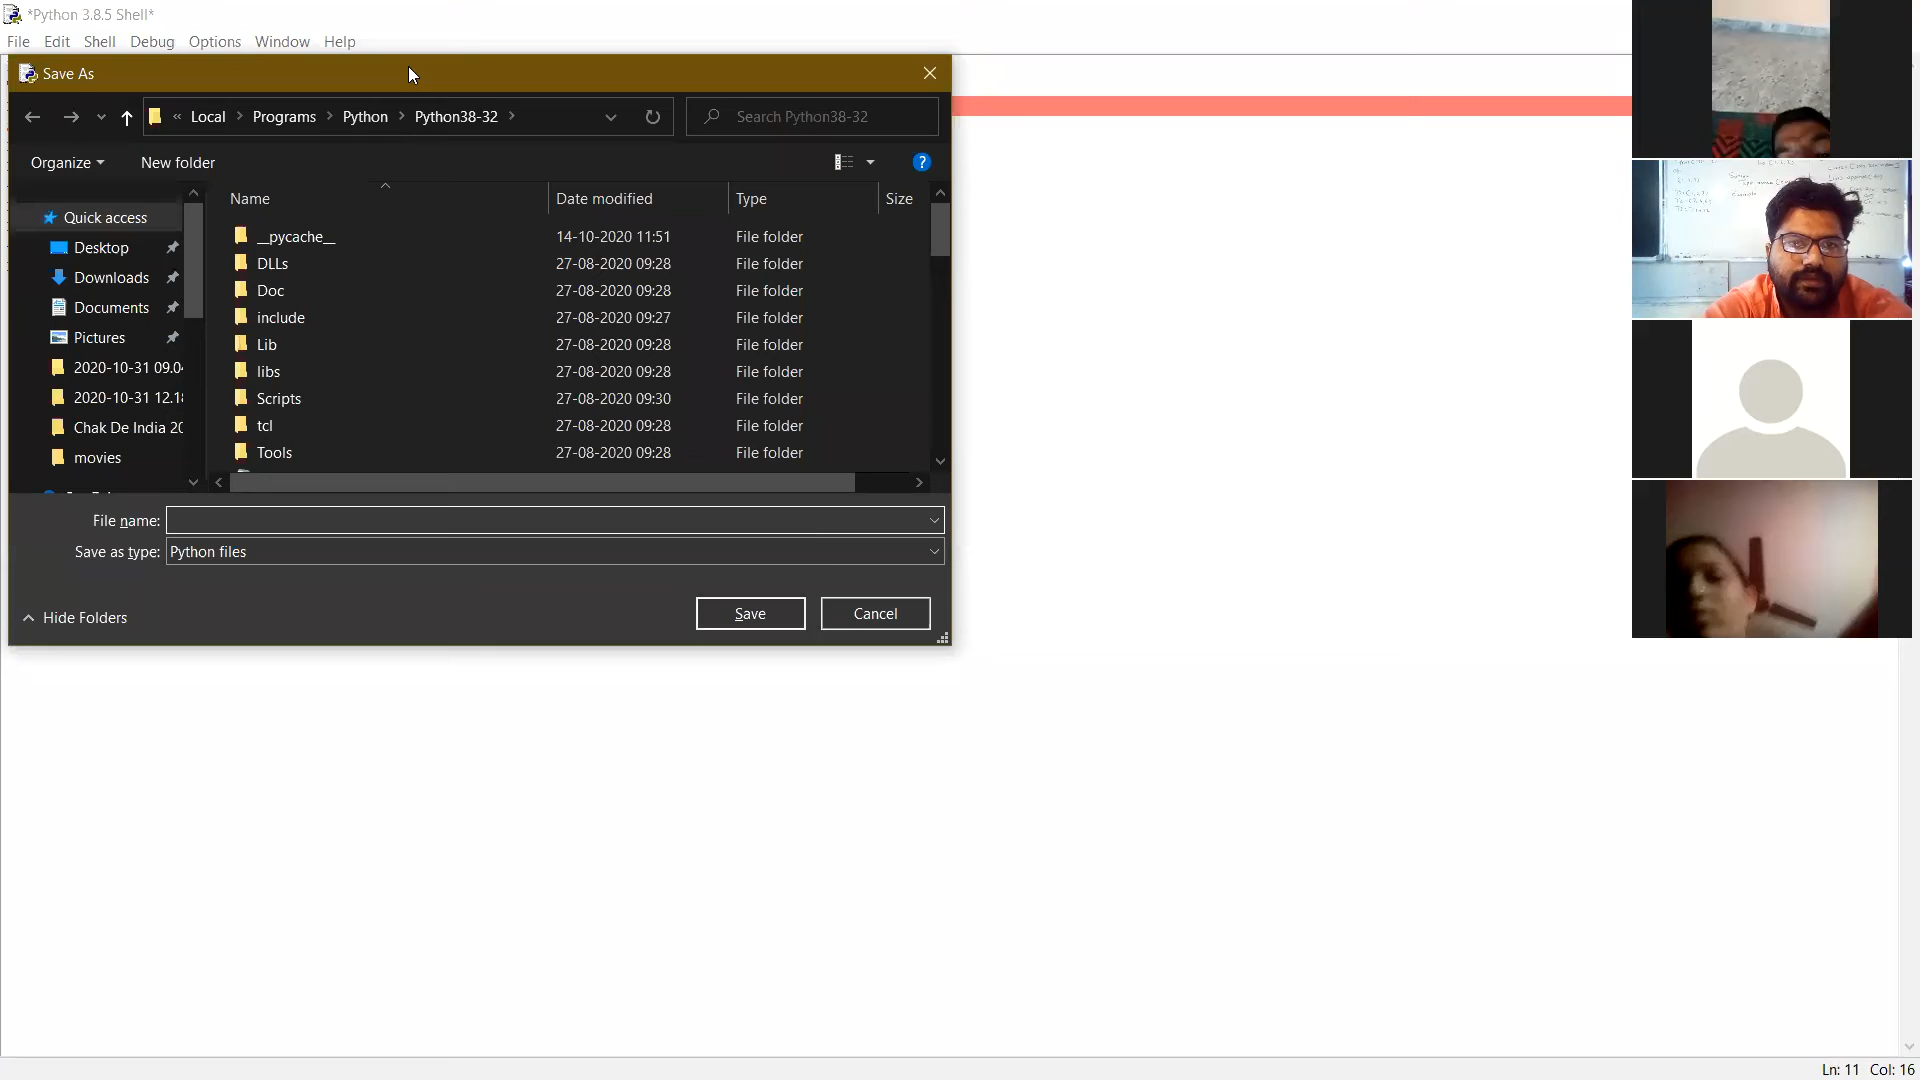 *Python 3.8.5 Shell*
File Edit Shell Debug Options Window Help
Save As
« Local > Programs > Python > Python38-32 >
Search Python38-32
Organize New folder
Name Date modified Type Size
Quick access
Desktop
Downloads
Documents
Pictures
2020-10-31 09.04
2020-10-31 12.18
Chak De India 20
movies
__pycache__ 14-10-2020 11:51 File folder
DLLs 27-08-2020 09:28 File folder
Doc 27-08-2020 09:28 File folder
include 27-08-2020 09:27 File folder
Lib 27-08-2020 09:28 File folder
libs 27-08-2020 09:28 File folder
Scripts 27-08-2020 09:30 File folder
tcl 27-08-2020 09:28 File folder
Tools 27-08-2020 09:28 File folder
File name:
Save as type: Python files
Hide Folders
Save Cancel
Ln: 11 Col: 16